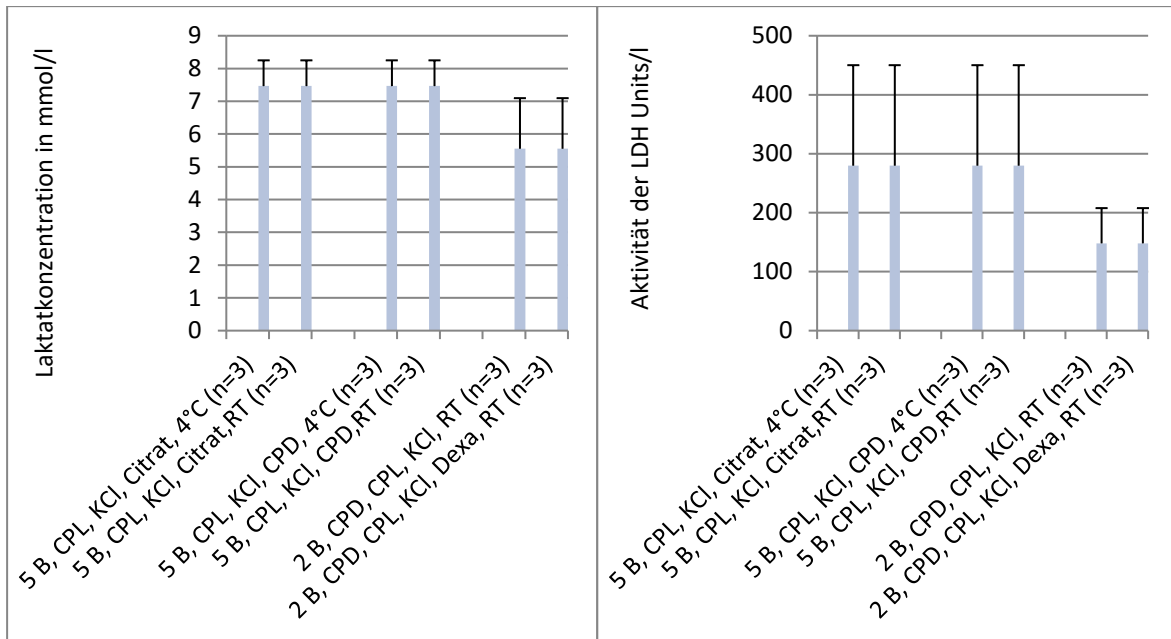 Laktatkonzentration in mmol/l
9
8
7
6
5
4
3
2
1
0
5 B, CPL, KCl, Citrat, 4°C (n=3)
5 B, CPL, KCl, Citrat,RT (n=3)
5 B, CPL, KCl, CPD, 4°C (n=3)
5 B, CPL, KCl, CPD,RT (n=3)
2 B, CPD, CPL, KCl, RT (n=3)
2 B, CPD, CPL, KCl, Dexa, RT (n=3)
Aktivität der LDH Units/l
500
400
300
200
100
0
5 B, CPL, KCl, Citrat, 4°C (n=3)
5 B, CPL, KCl, Citrat,RT (n=3)
5 B, CPL, KCl, CPD, 4°C (n=3)
5 B, CPL, KCl, CPD,RT (n=3)
2 B, CPD, CPL, KCl, RT (n=3)
2 B, CPD, CPL, KCl, Dexa, RT (n=3)